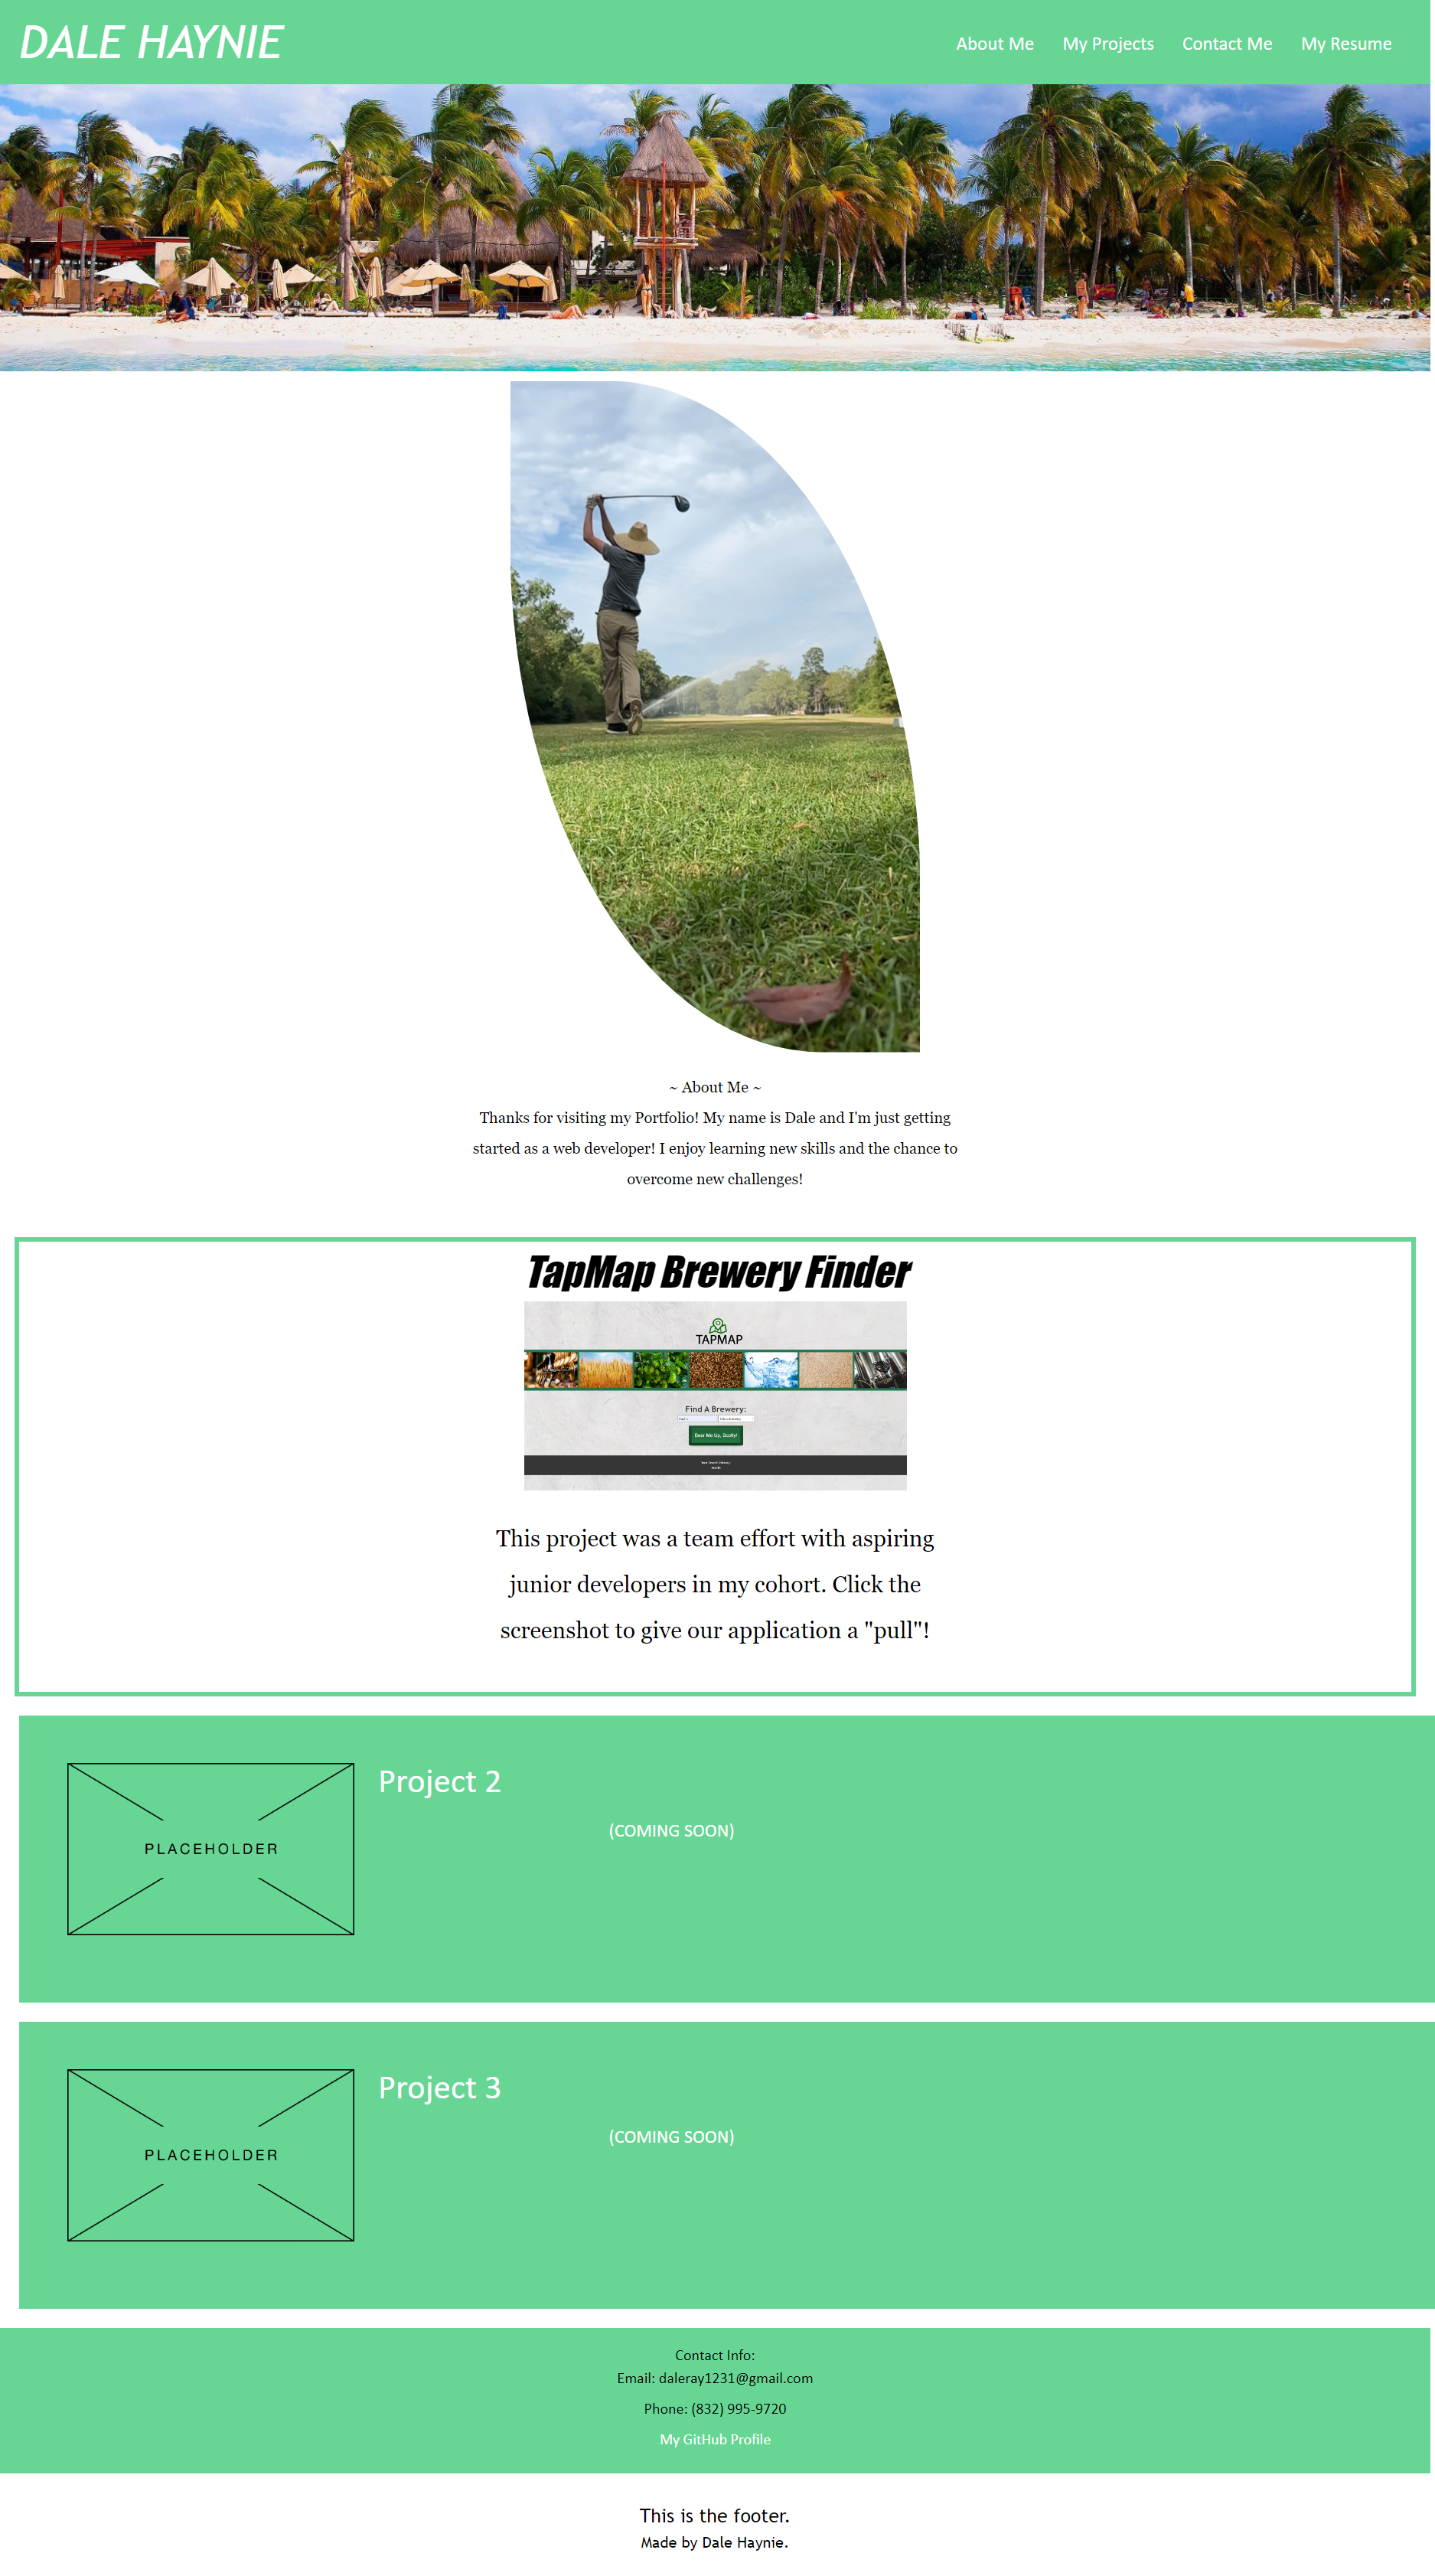 DALE HAYNIE
About Me My Projects Contact Me My Resume
~ About Me ~
Thanks for visiting my Portfolio! My name is Dale and I'm just getting
started as a web developer! I enjoy learning new skills and the chance to
overcome new challenges!
TapMap Brewery Finder
TAPMAP
Find A Brewery:
Beer Me Up, Scotty!
This project was a team effort with aspiring
junior developers in my cohort. Click the
screenshot to give our application a "pull"!
PLACEHOLDER
Project 2
(COMING SOON)
PLACEHOLDER
Project 3
(COMING SOON)
Contact Info:
Email: daleray1231@gmail.com
Phone: (832) 995-9720
My GitHub Profile
This is the footer.
Made by Dale Haynie.